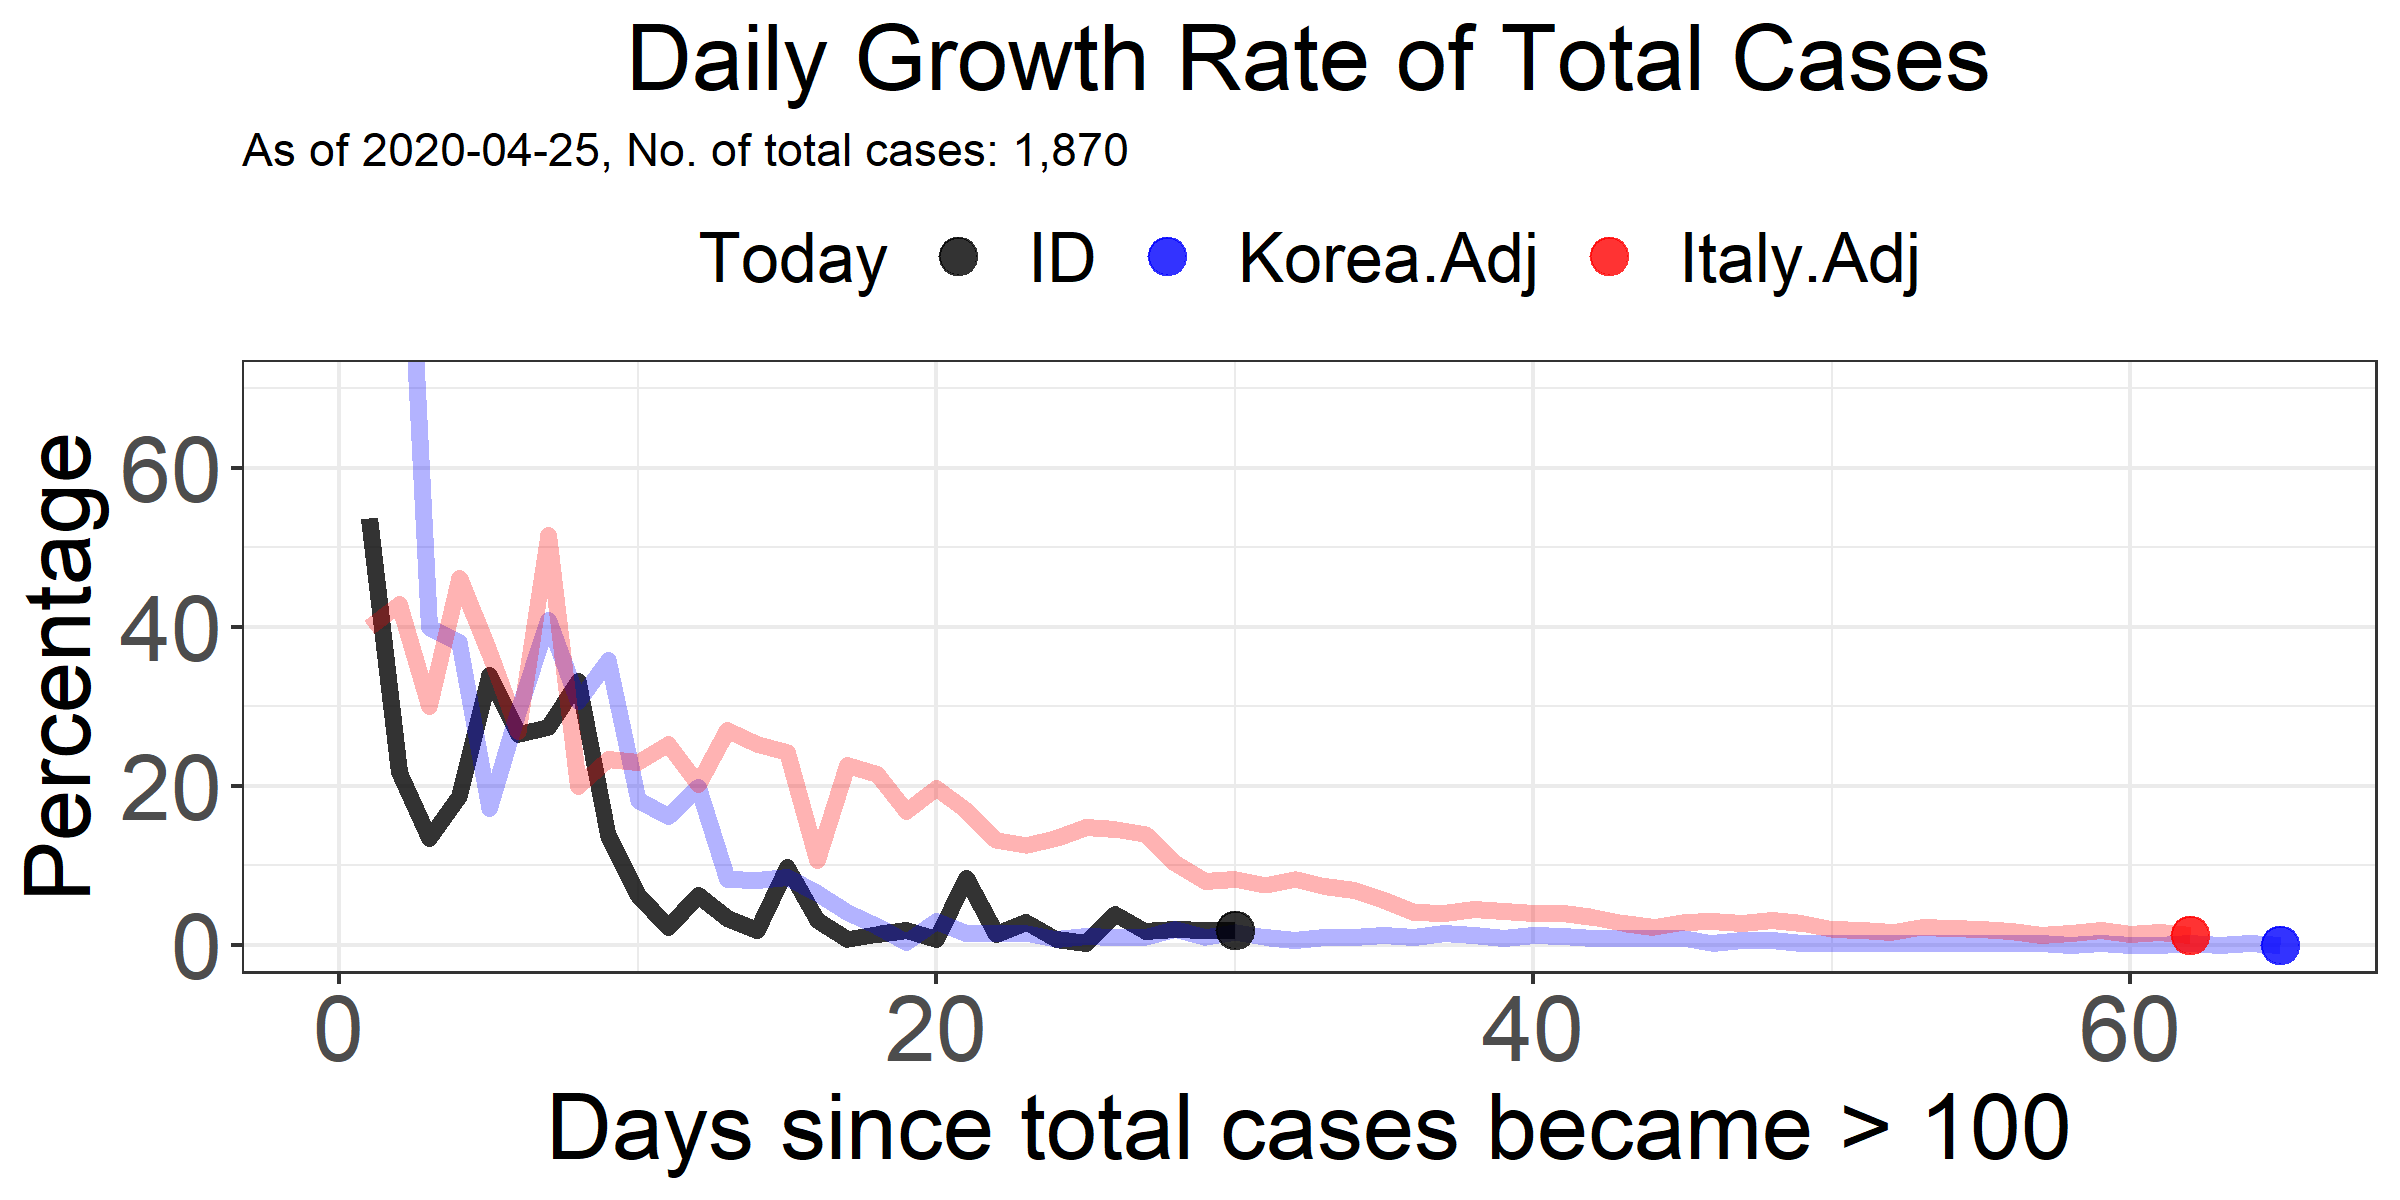 Daily Growth Rate of Total Cases
As of 2020-04-25, No. of total cases: 1,870
Today ID Korea.Adj Italy.Adj
Percentage
60
40
20
0
0 20 40 60
Days since total cases became > 100